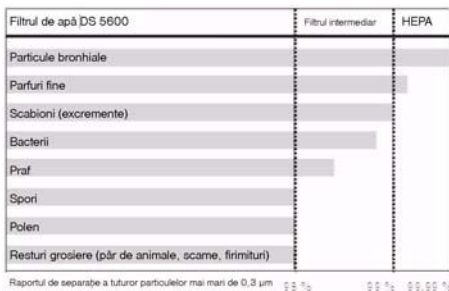 Filtrul de apă DS 5600 Filtrul intermediar HEPA
Particule bronhiale
Parfuri fine
Scabioni (excremente)
Bacterii
Praf
Spori
Polen
Resturi grosiere (păr de animale, scame, firimituri)
Raportul de separație a tuturor particulelor mai mari de 0,3 µm 99 % 99,99 %